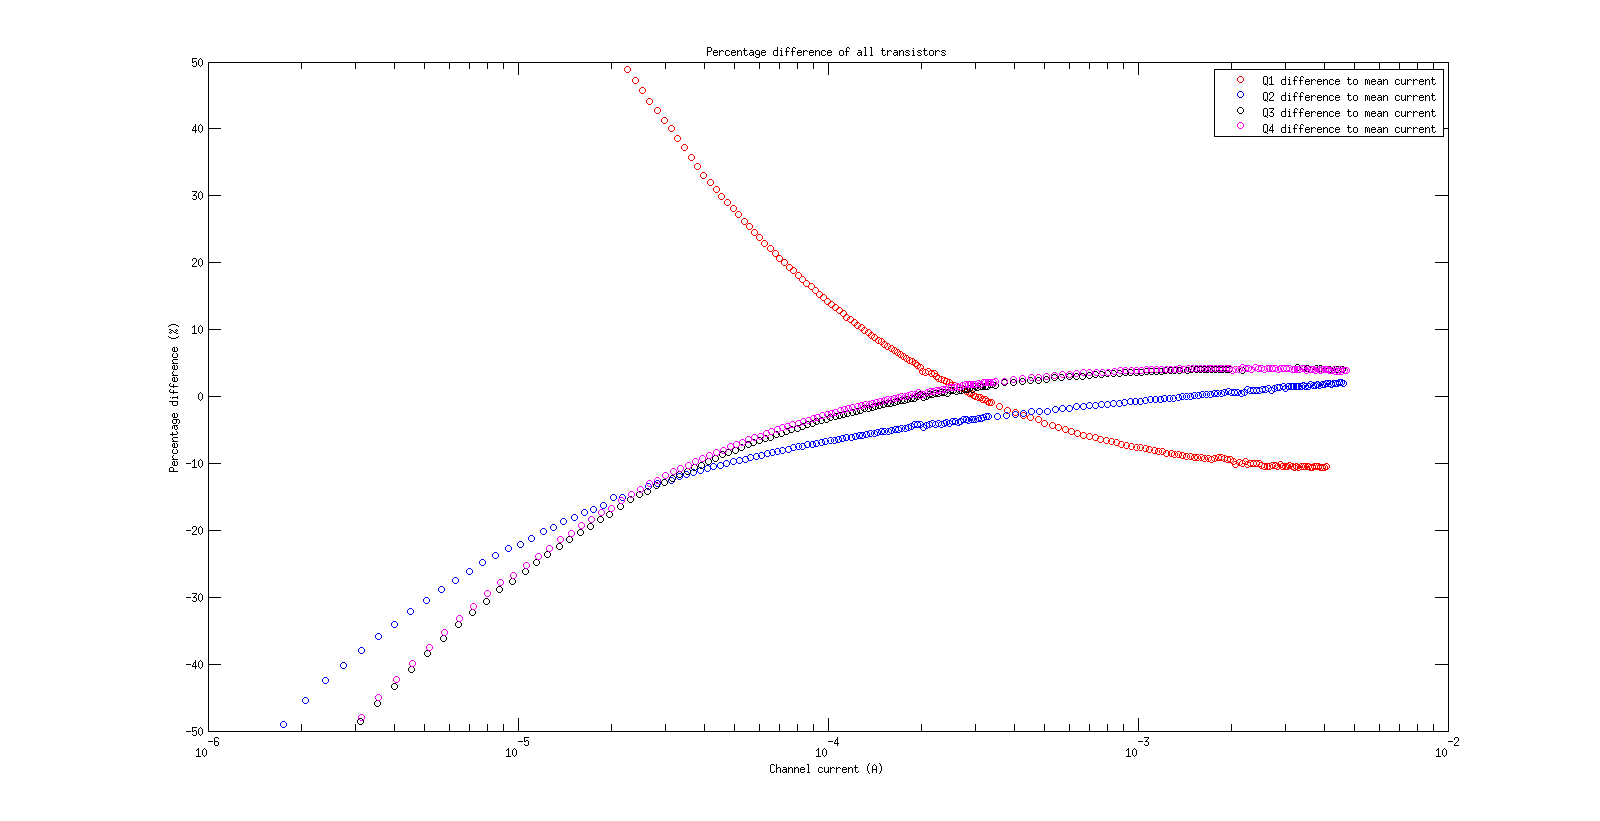 Percentage difference of all transistors
Q1 difference to mean current
Q2 difference to mean current
Q3 difference to mean current
Q4 difference to mean current
Percentage difference (%)
50
40
30
20
10
0
-10
-20
-30
-40
-50
10^-6
10^-5
10^-4
10^-3
10^-2
Channel current (A)